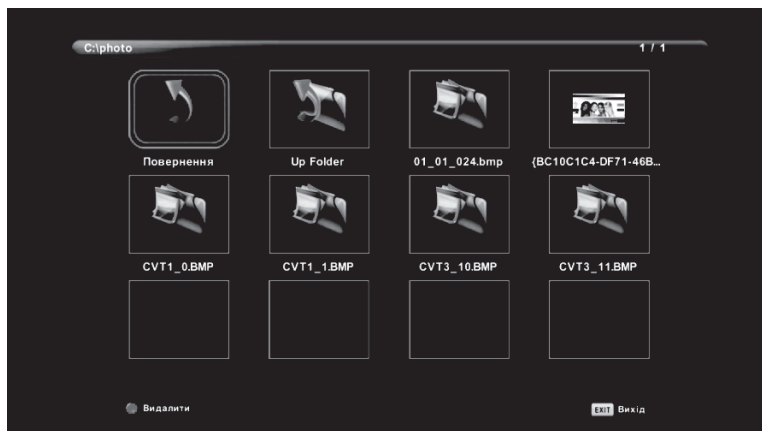 C:\photo 1 / 1
Повернення Up Folder 01_01_024.bmp {BC10C1C4-DF71-46B...
CVT1_0.BMP CVT1_1.BMP CVT3_10.BMP CVT3_11.BMP
Видалити EXIT Вихід